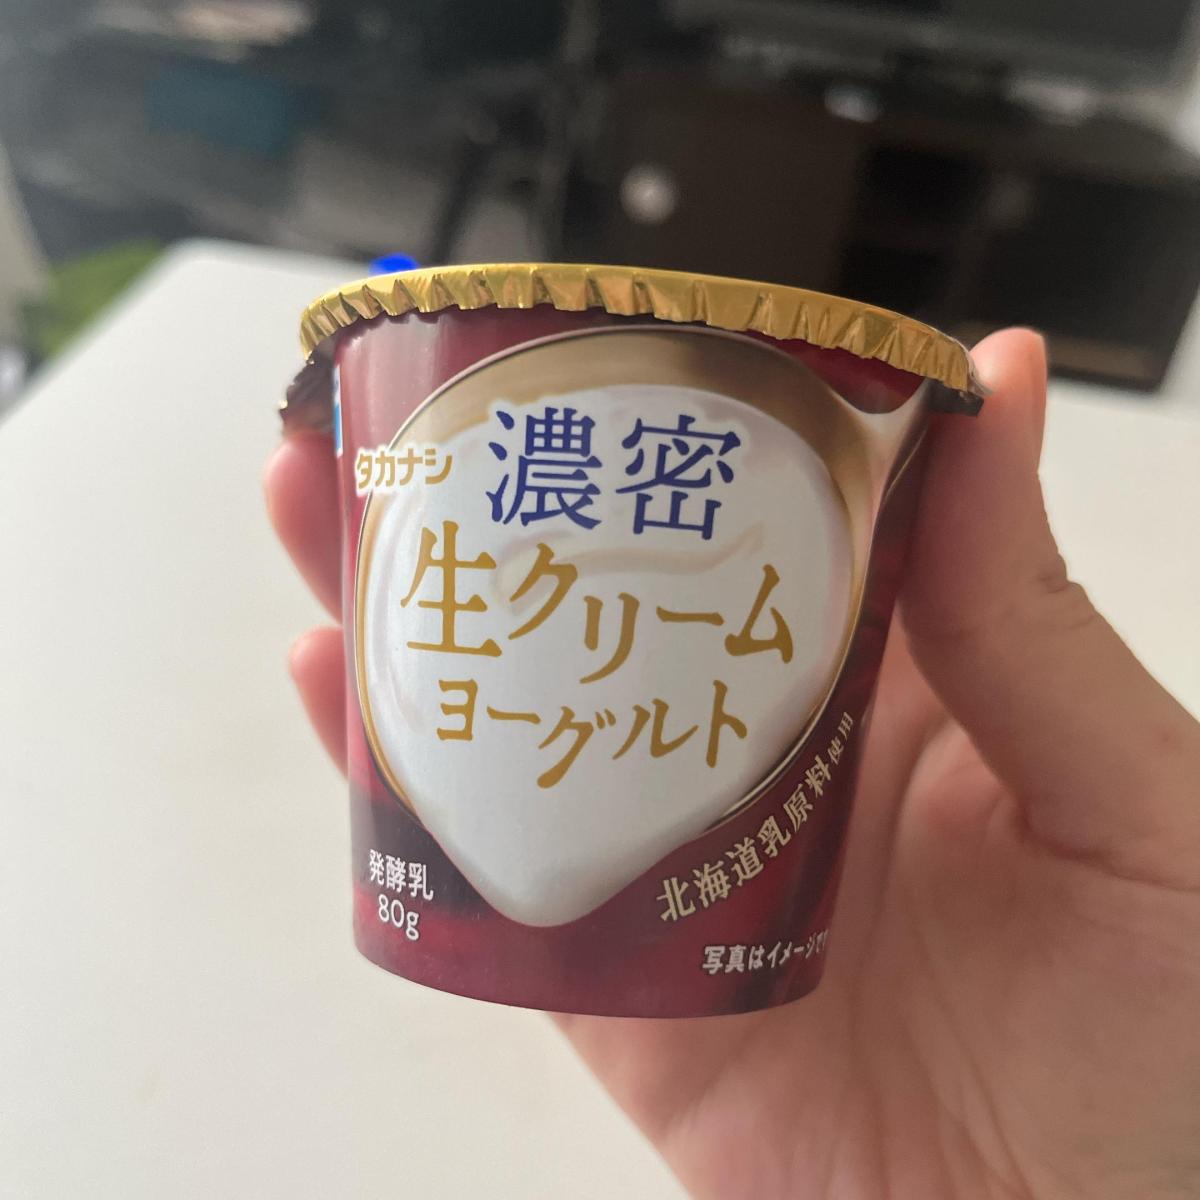 タカナシ
濃密
生クリーム
ヨーグルト
北海道乳原料使用
発酵乳
80g
写真はイメージで